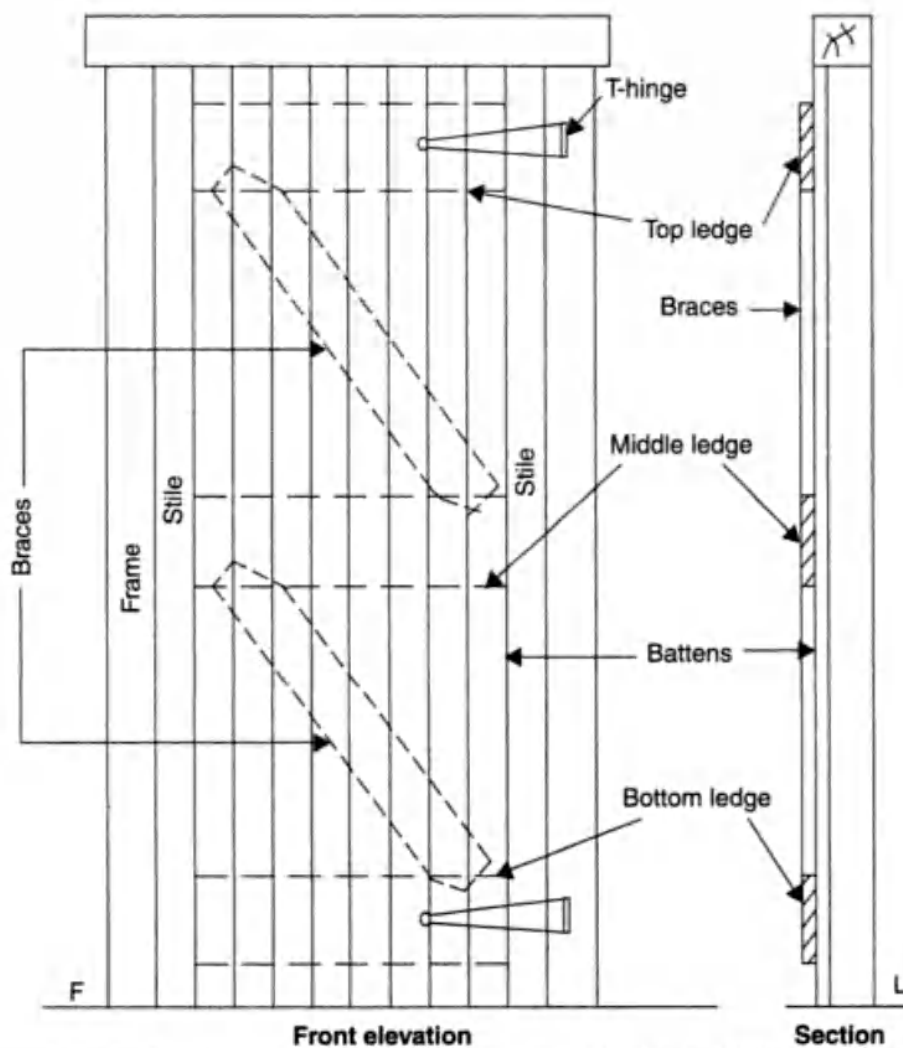 T-hinge
Top ledge
Braces
Middle ledge
Stile
Stile
Braces
Frame
Battens
Bottom ledge
F
L
Front elevation
Section